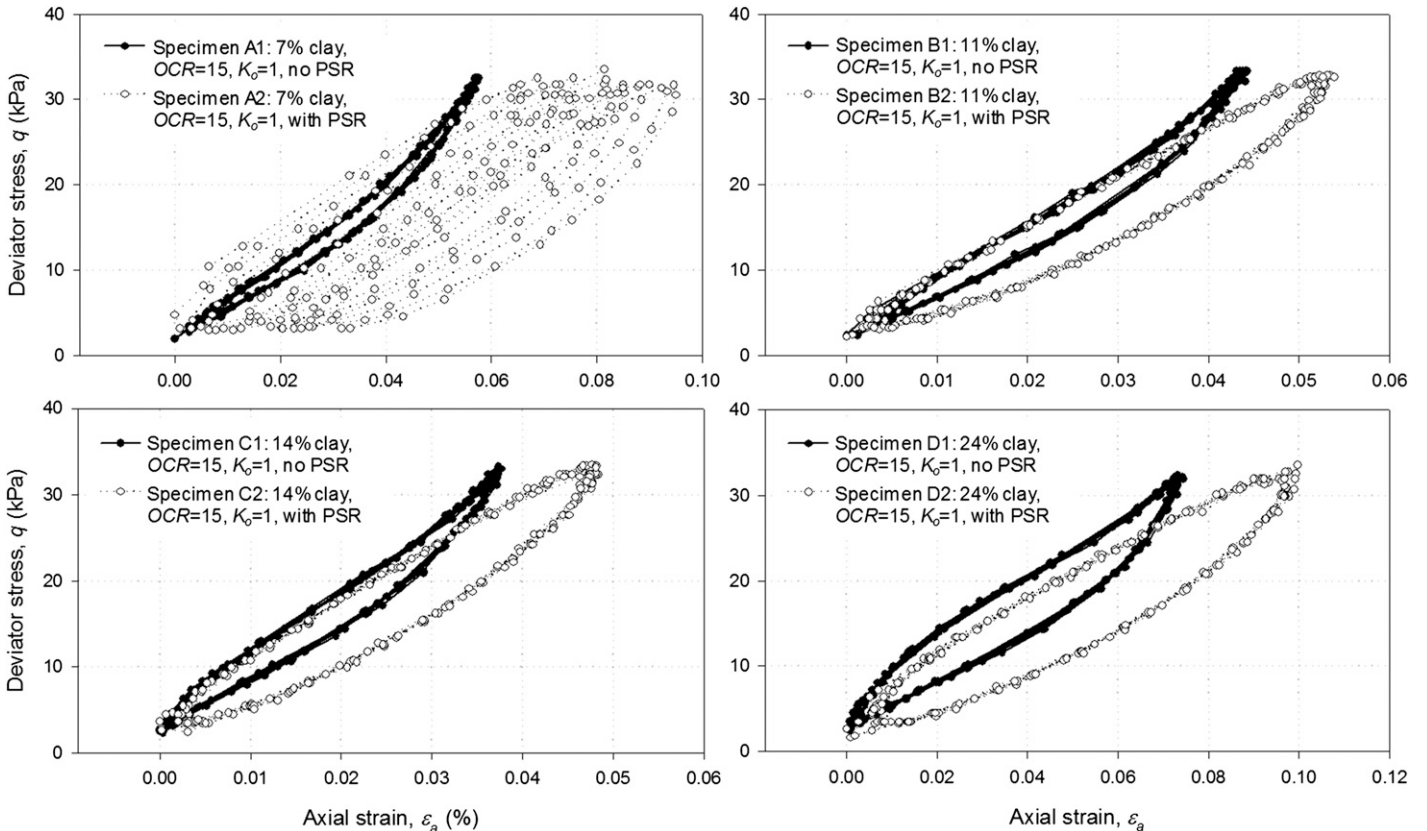 Deviator stress, q (kPa)
40
30
20
10
0
Specimen A1: 7% clay,
OCR=15, Ko=1, no PSR
Specimen A2: 7% clay,
OCR=15, Ko=1, with PSR
0.00 0.02 0.04 0.06 0.08 0.10
40
30
20
10
0
Specimen B1: 11% clay,
OCR=15, Ko=1, no PSR
Specimen B2: 11% clay,
OCR=15, Ko=1, with PSR
0.00 0.01 0.02 0.03 0.04 0.05 0.06
Deviator stress, q (kPa)
40
30
20
10
0
Specimen C1: 14% clay,
OCR=15, Ko=1, no PSR
Specimen C2: 14% clay,
OCR=15, Ko=1, with PSR
0.00 0.01 0.02 0.03 0.04 0.05 0.06
Axial strain, εa (%)
40
30
20
10
0
Specimen D1: 24% clay,
OCR=15, Ko=1, no PSR
Specimen D2: 24% clay,
OCR=15, Ko=1, with PSR
0.00 0.02 0.04 0.06 0.08 0.10 0.12
Axial strain, εa